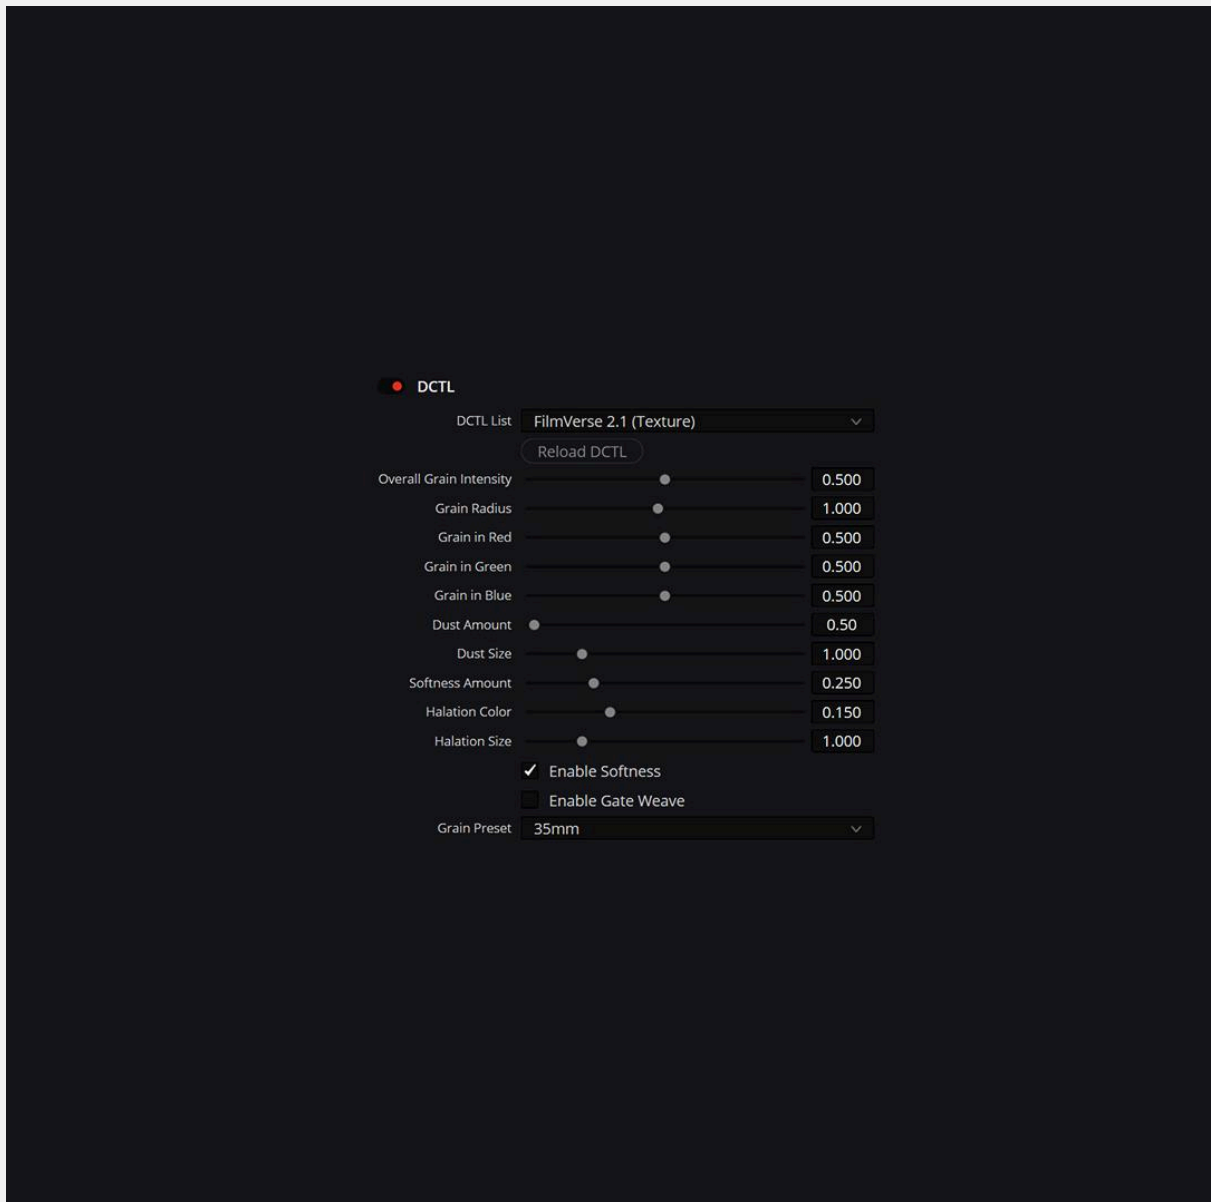 DCTL
DCTL List FilmVerse 2.1 (Texture)
Reload DCTL
Overall Grain Intensity 0.500
Grain Radius 1.000
Grain in Red 0.500
Grain in Green 0.500
Grain in Blue 0.500
Dust Amount 0.50
Dust Size 1.000
Softness Amount 0.250
Halation Color 0.150
Halation Size 1.000
Enable Softness
Enable Gate Weave
Grain Preset 35mm